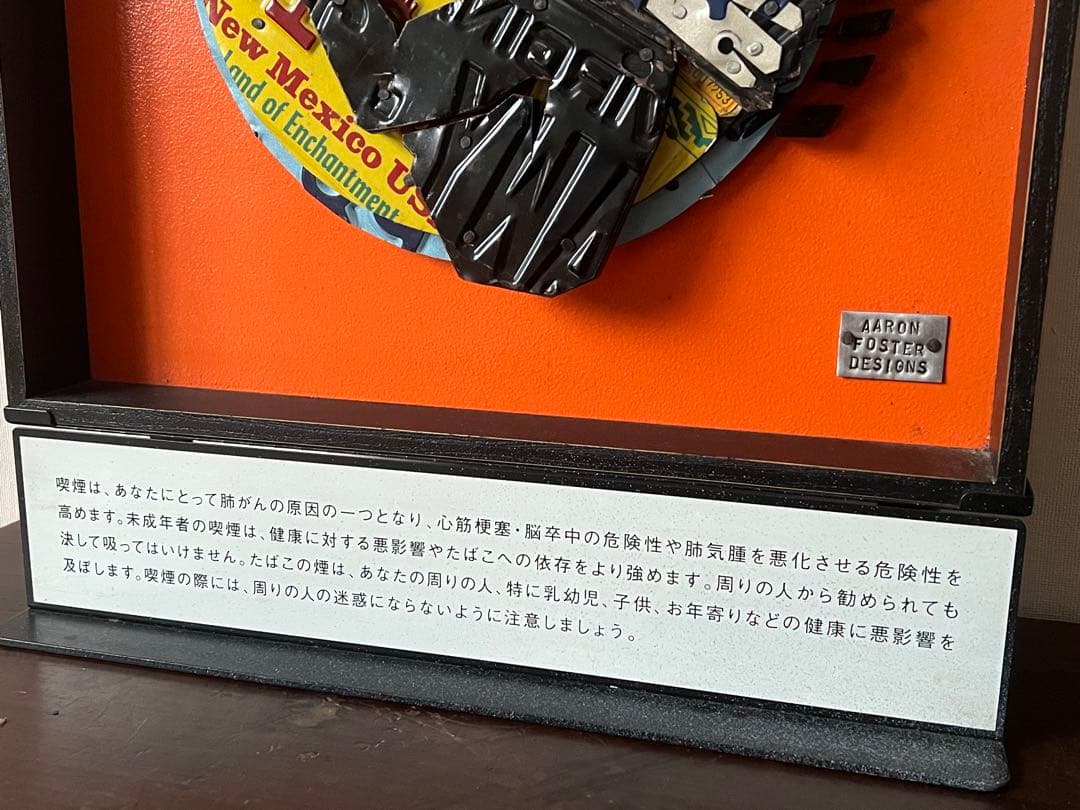 New Mexico US
Land of Enchantment
AARON
FOSTER
DESIGNS
喫煙は、あなたにとって肺がんの原因の一つとなり、心筋梗塞・脳卒中の危険性や肺気腫を悪化させる危険性を
高めます。未成年者の喫煙は、健康に対する悪影響やたばこへの依存をより強めます。周りの人から勧められても
決して吸ってはいけません。たばこの煙は、あなたの周りの人、特に乳幼児、子供、お年寄りなどの健康に悪影響を
及ぼします。喫煙の際には、周りの人の迷惑にならないように注意しましょう。